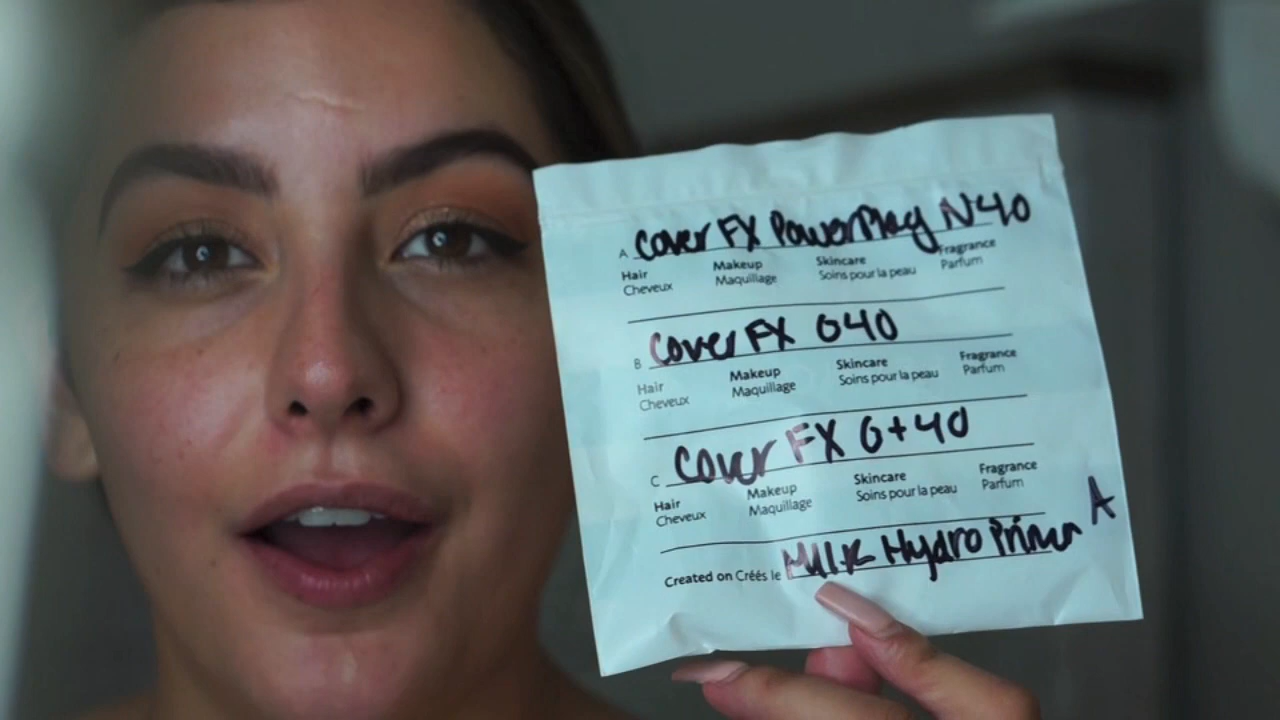 A Cover FX PowerPlay N40
Hair Makeup Skincare Fragrance
Cheveux Maquillage Soins pour la peau Parfum
B Cover FX G40
Hair Makeup Skincare Fragrance
Cheveux Maquillage Soins pour la peau Parfum
C Cover FX G+40
Hair Makeup Skincare Fragrance
Cheveux Maquillage Soins pour la peau Parfum
Created on Créés le Milk Hydro Primer A